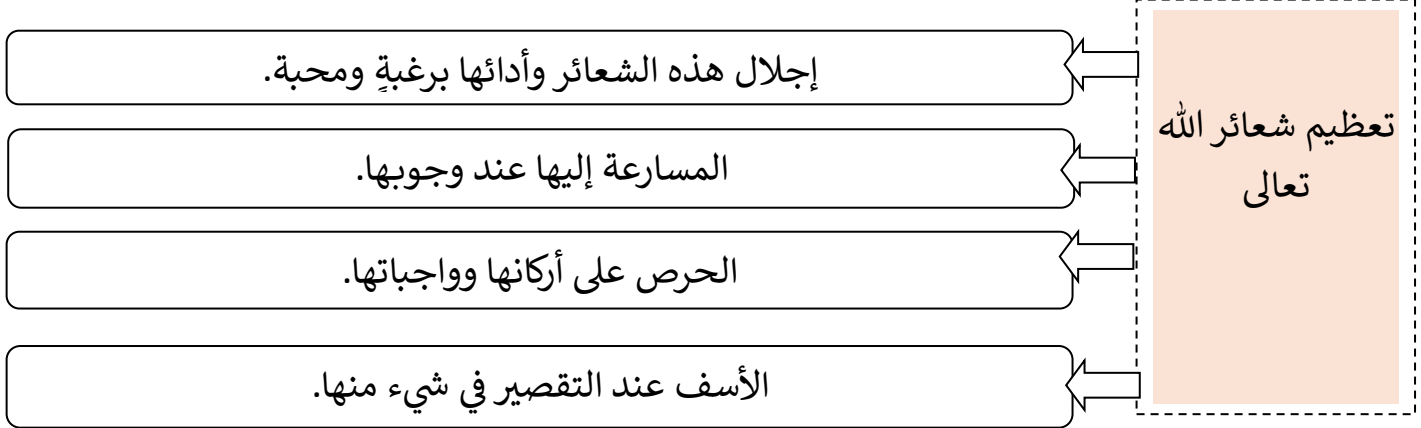 تعظيم شعائر الله
تعالى
إجلال هذه الشعائر وأدائها برغبةٍ ومحبة.
المسارعة إليها عند وجوبها.
الحرص على أركانها وواجباتها.
الأسف عند التقصير في شيء منها.